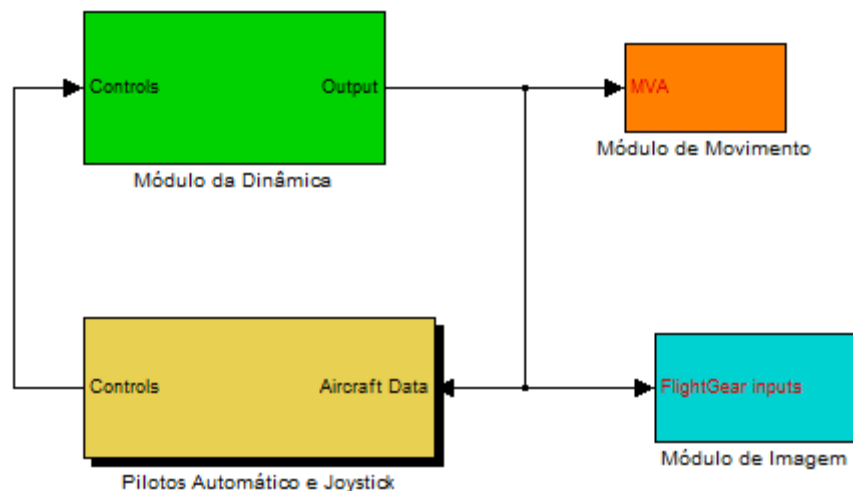 Controls
Output
MVA
Módulo de Movimento
Módulo da Dinâmica
Controls
Aircraft Data
FlightGear inputs
Módulo de Imagem
Pilotos Automático e Joystick